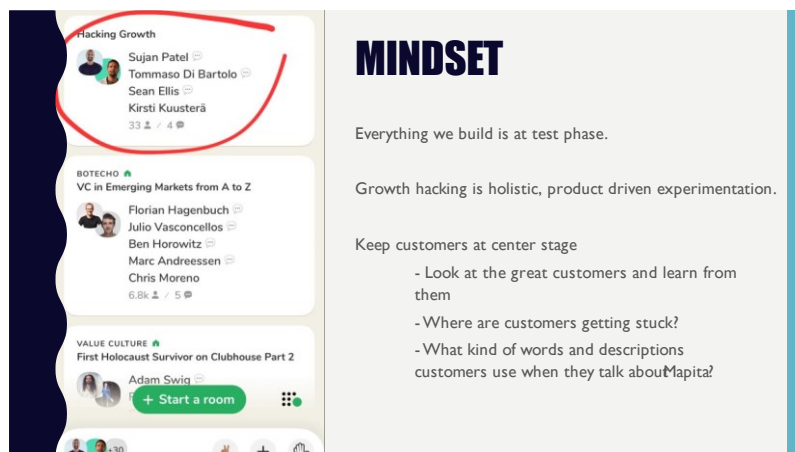 Hacking Growth
Sujan Patel
Tommaso Di Bartolo
Sean Ellis
Kirsti Kuusterä
33 / 4
BOTECHO
VC in Emerging Markets from A to Z
Florian Hagenbuch
Julio Vasconcellos
Ben Horowitz
Marc Andreessen
Chris Moreno
6.8k / 5
VALUE CULTURE
First Holocaust Survivor on Clubhouse Part 2
Adam Swig
+ Start a room
+30
MINDSET
Everything we build is at test phase.
Growth hacking is holistic, product driven experimentation.
Keep customers at center stage
- Look at the great customers and learn from
them
- Where are customers getting stuck?
- What kind of words and descriptions
customers use when they talk about Mapita?